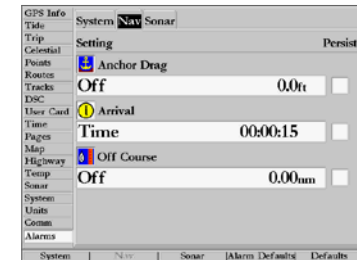 GPS Info
Tide
Trip
Celestial
Points
Routes
Tracks
DSC
User Card
Time
Pages
Map
Highway
Temp
Sonar
System
Units
Comm
Alarms
System Nav Sonar
Setting Persist
Anchor Drag
Off 0.0ft
Arrival
Time 00:00:15
Off Course
Off 0.00nm
System | Nav | Sonar |Alarm Defaults| Defaults